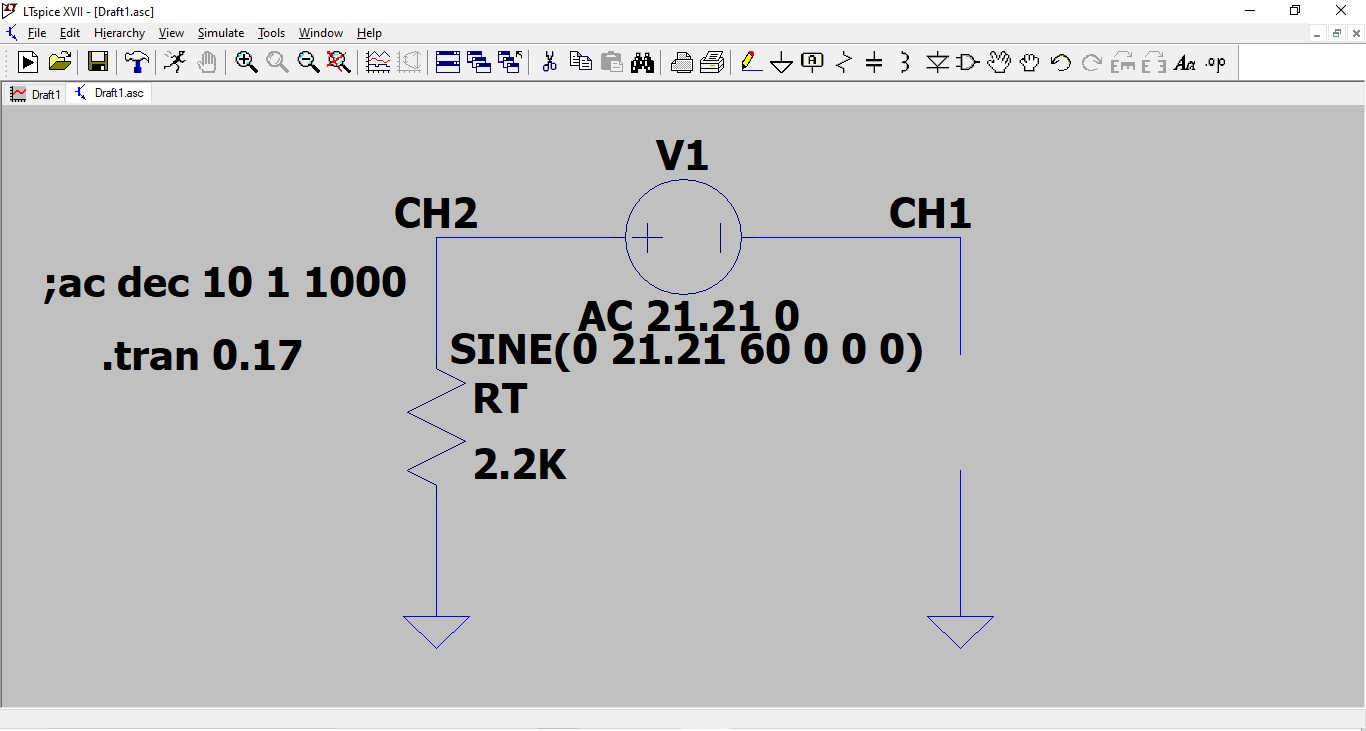 LTspice XVII - [Draft1.asc]
File Edit Hierarchy View Simulate Tools Window Help
Draft1 Draft1.asc
V1
CH2 CH1
;ac dec 10 1 1000
AC 21.21 0
.tran 0.17 SINE(0 21.21 60 0 0 0)
RT
2.2K